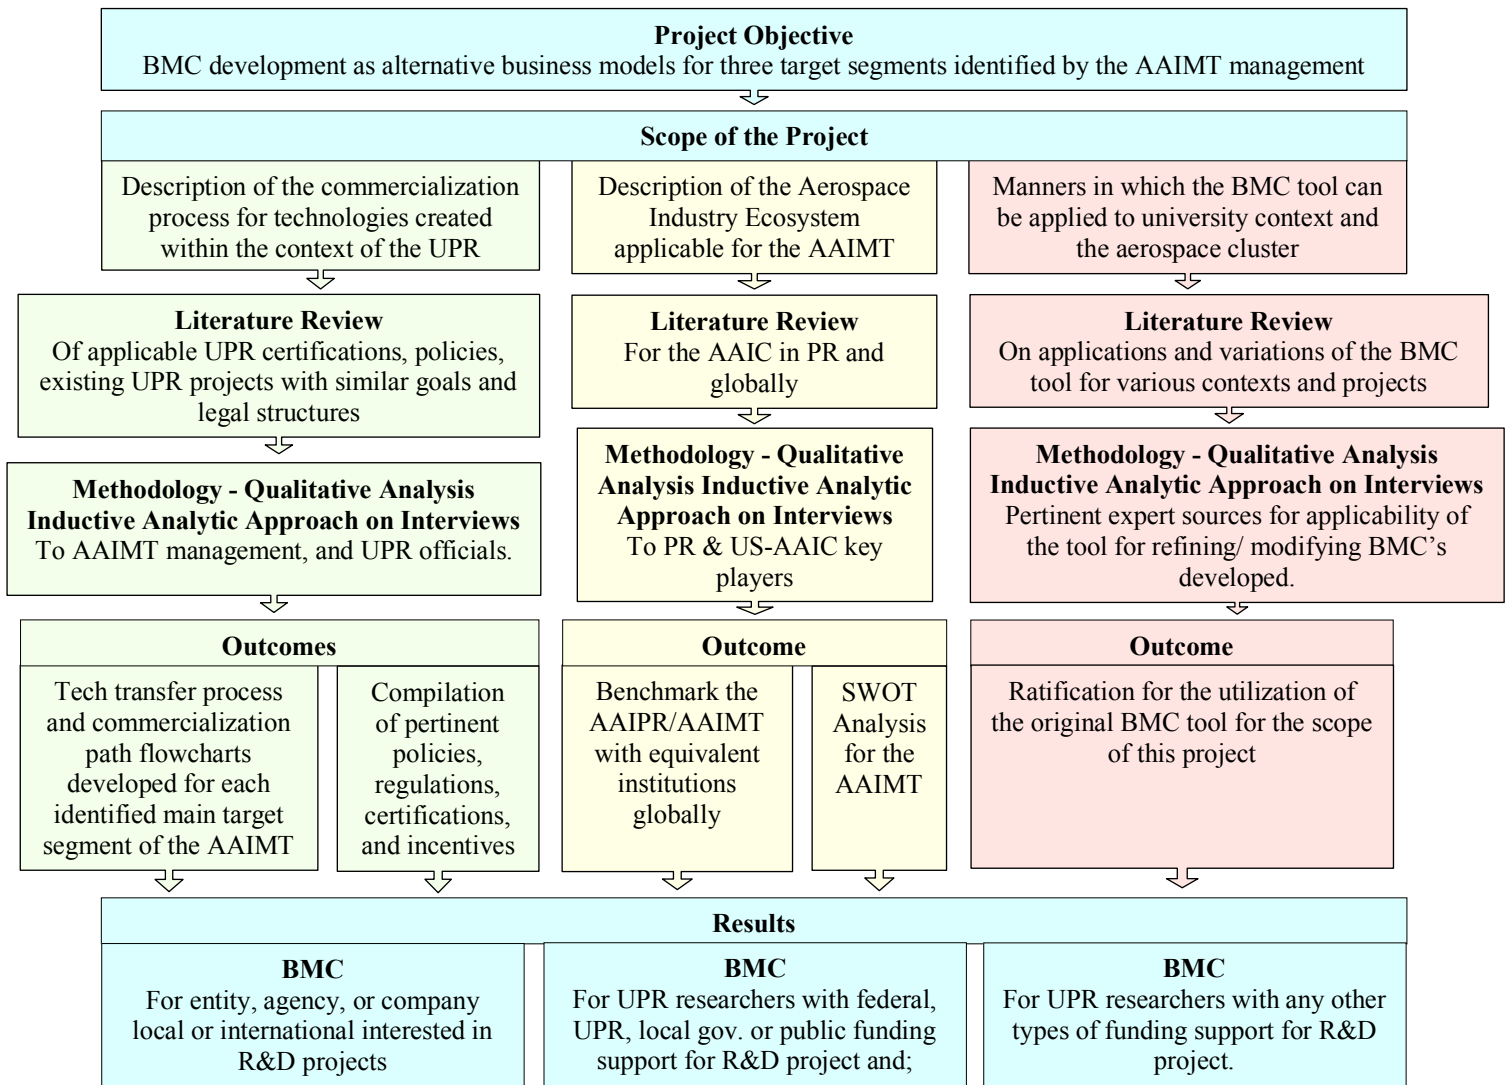 Project Objective
BMC development as alternative business models for three target segments identified by the AAIMT management
Scope of the Project
Description of the commercialization
process for technologies created
within the context of the UPR
Description of the Aerospace
Industry Ecosystem
applicable for the AAIMT
Manners in which the BMC tool can
be applied to university context and
the aerospace cluster
Literature Review
Of applicable UPR certifications, policies,
existing UPR projects with similar goals and
legal structures
Literature Review
For the AAIC in PR and
globally
Literature Review
On applications and variations of the BMC
tool for various contexts and projects
Methodology - Qualitative Analysis
Inductive Analytic Approach on Interviews
To AAIMT management, and UPR officials.
Methodology - Qualitative
Analysis Inductive Analytic
Approach on Interviews
To PR & US-AAIC key
players
Methodology - Qualitative Analysis
Inductive Analytic Approach on Interviews
Pertinent expert sources for applicability of
the tool for refining/ modifying BMC’s
developed.
Outcomes
Tech transfer process
and commercialization
path flowcharts
developed for each
identified main target
segment of the AAIMT
Compilation
of pertinent
policies,
regulations,
certifications,
and incentives
Outcome
Benchmark the
AAIPR/AAIMT
with equivalent
institutions
globally
SWOT
Analysis
for the
AAIMT
Outcome
Ratification for the utilization of
the original BMC tool for the scope
of this project
Results
BMC
For entity, agency, or company
local or international interested in
R&D projects
BMC
For UPR researchers with federal,
UPR, local gov. or public funding
support for R&D project and;
BMC
For UPR researchers with any other
types of funding support for R&D
project.